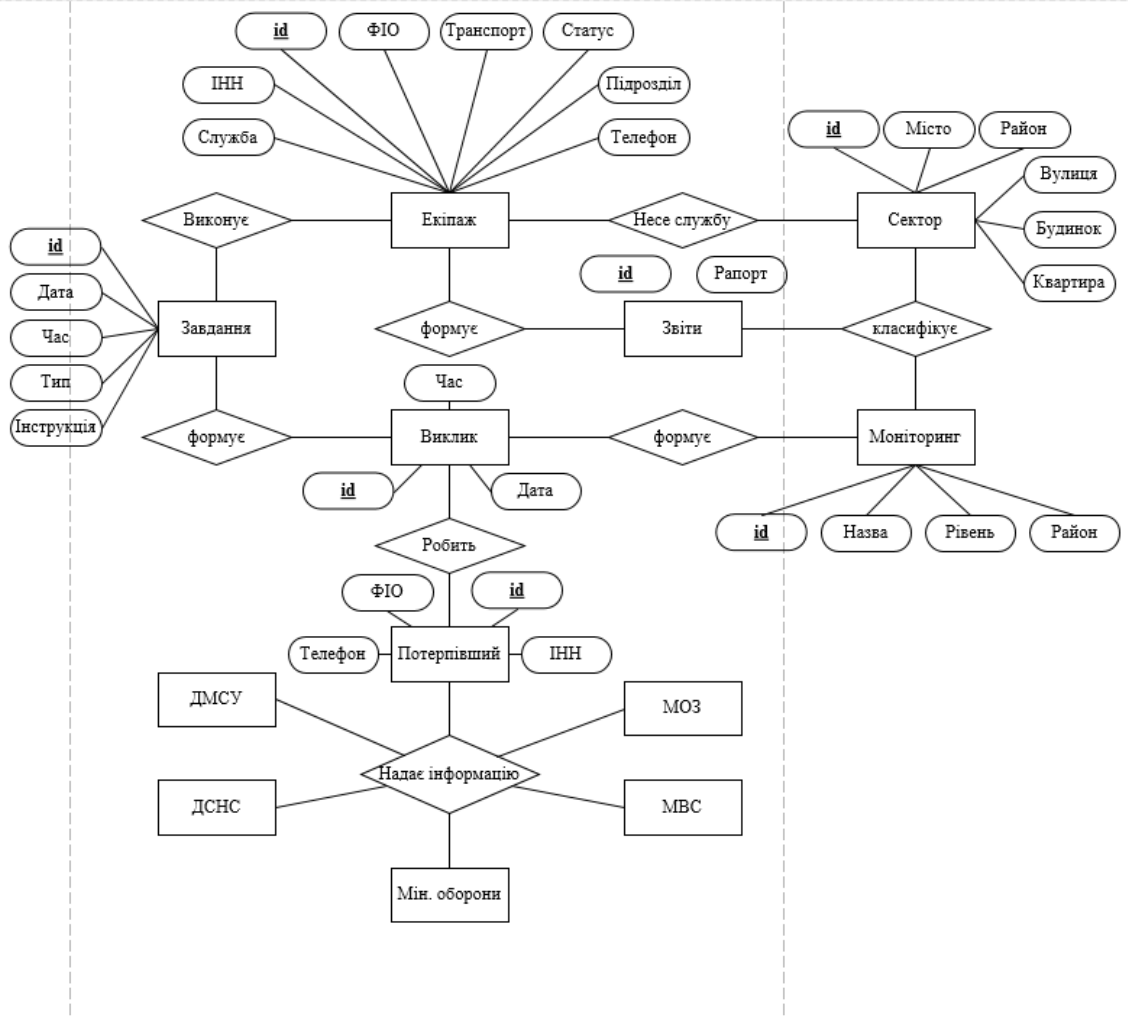 id
ФІО
Транспорт
Статус
ІНН
Підрозділ
Служба
Телефон
id
Місто
Район
Вулиця
Будинок
Квартира
Виконує
Екіпаж
Несе службу
Сектор
id
Дата
Час
Тип
Інструкція
Завдання
формує
id
Рапорт
Звіти
класифікує
Час
формує
Виклик
формує
Моніторинг
id
Дата
id
Назва
Рівень
Район
Робить
ФІО
id
Телефон
Потерпівший
ІНН
ДМСУ
МОЗ
Надає інформацію
ДСНС
МВС
Мін. оборони